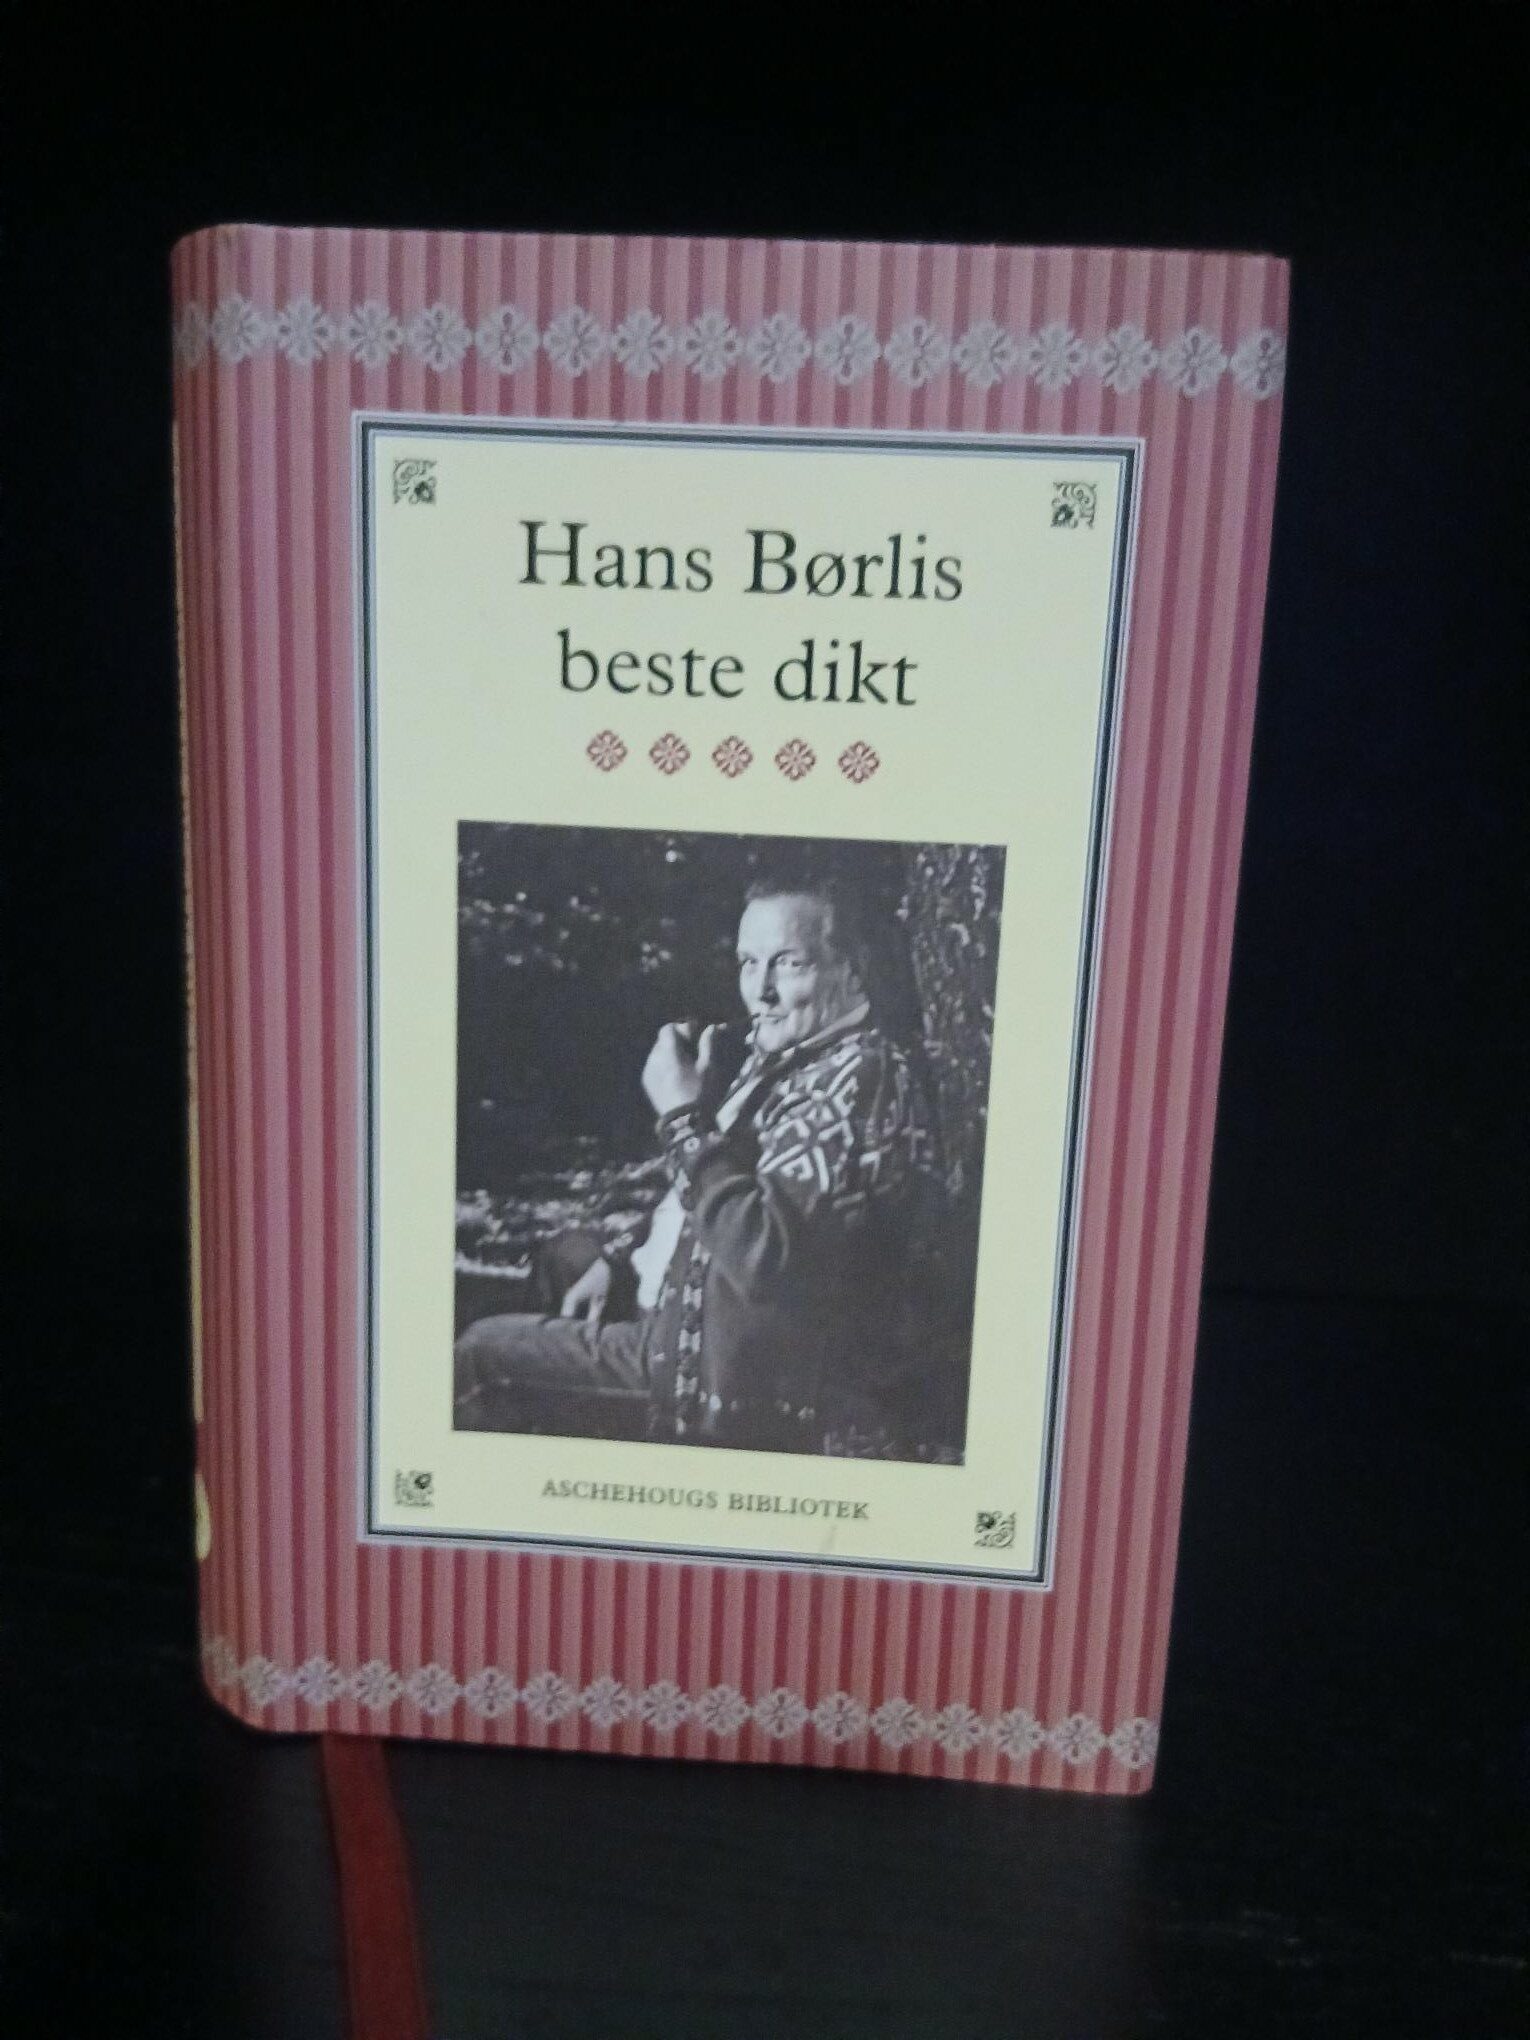 Hans Børlis
beste dikt
ASCHEHOUGS BIBLIOTEK